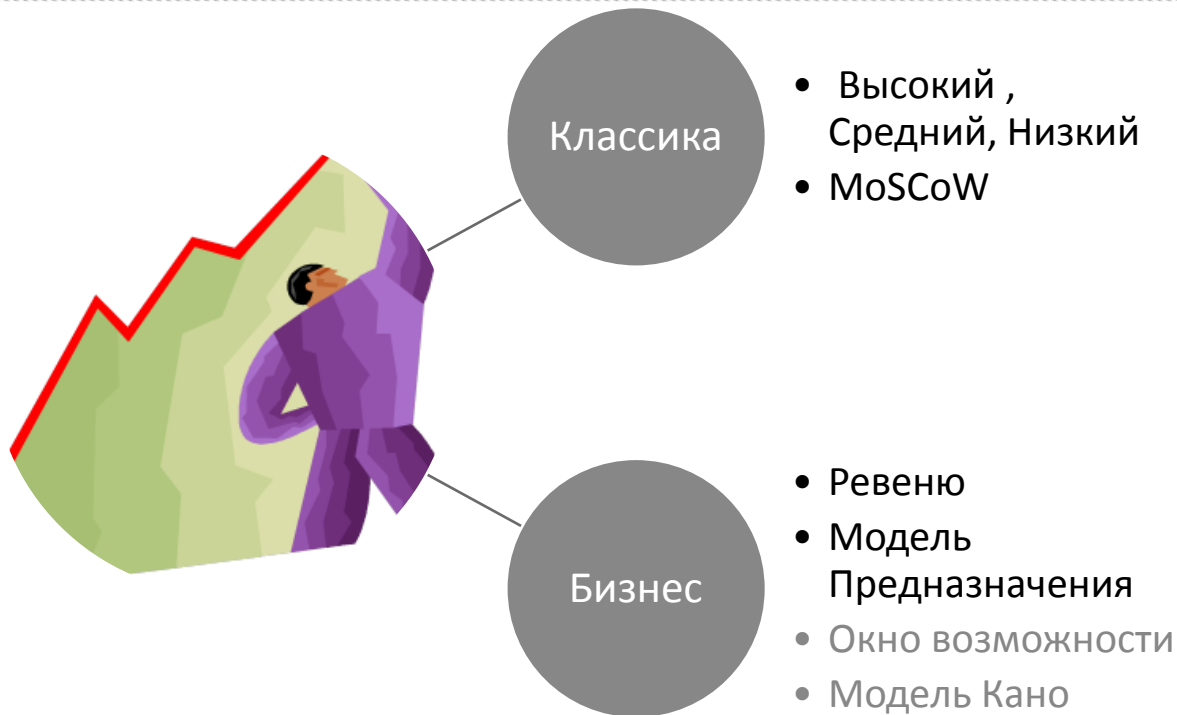 Классика
• Высокий ,
Средний, Низкий
• MoSCoW
Бизнес
• Ревеню
• Модель
Предназначения
• Окно возможности
• Модель Кано